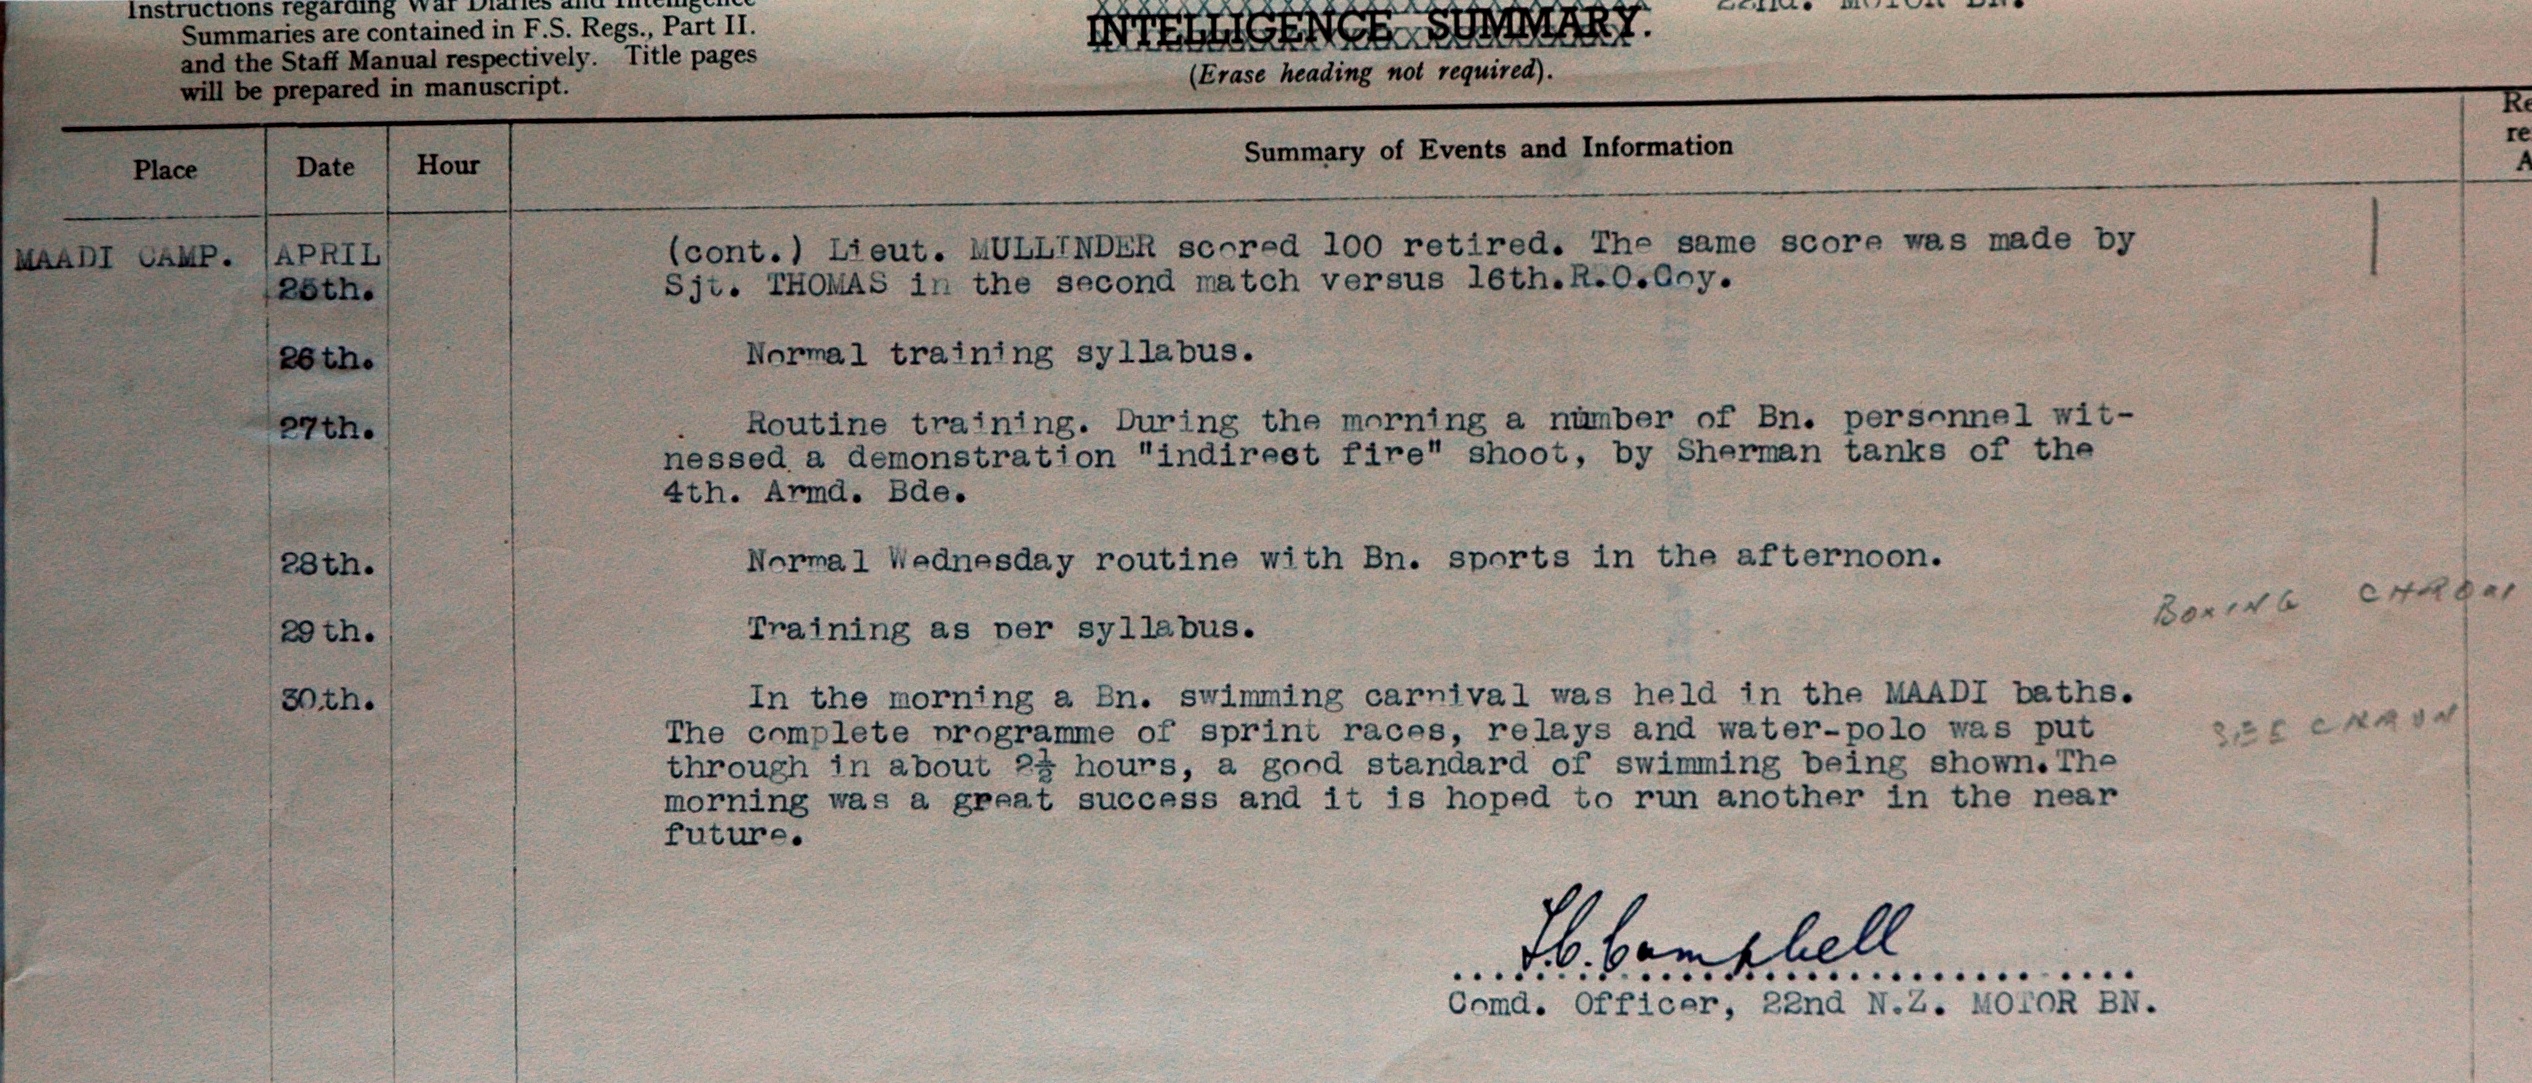 Instructions regarding War Diaries and Intelligence
Summaries are contained in F.S. Regs., Part II.
and the Staff Manual respectively. Title pages
will be prepared in manuscript.
INTELLIGENCE SUMMARY.
(Erase heading not required).
22nd. MOTOR BN.
Place Date Hour Summary of Events and Information
MAADI CAMP. APRIL (cont.) Lieut. MULLINDER scored 100 retired. The same score was made by
25th. Sjt. THOMAS in the second match versus 16th.R.O.Coy.
26th. Normal training syllabus.
27th. Routine training. During the morning a number of Bn. personnel wit-
nessed a demonstration "indirect fire" shoot, by Sherman tanks of the
4th. Armd. Bde.
28th. Normal Wednesday routine with Bn. sports in the afternoon.
BOXING
29th. Training as per syllabus.
30th. In the morning a Bn. swimming carnival was held in the MAADI baths.
The complete programme of sprint races, relays and water-polo was put
SEE
through in about 2½ hours, a good standard of swimming being shown.The
morning was a great success and it is hoped to run another in the near
future.
Campbell
Comd. Officer, 22nd N.Z. MOTOR BN.